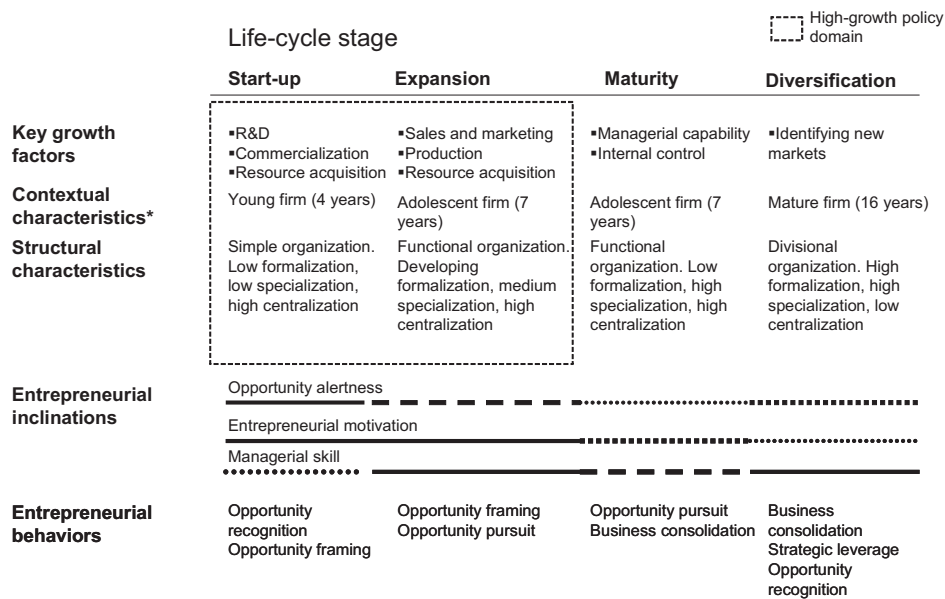 High-growth policy
domain
Life-cycle stage
Start-up Expansion Maturity Diversification
Key growth
factors
▪R&D
▪Commercialization
▪Resource acquisition
▪Sales and marketing
▪Production
▪Resource acquisition
▪Managerial capability
▪Internal control
▪Identifying new
markets
Contextual
characteristics*
Young firm (4 years)
Adolescent firm (7
years)
Adolescent firm (7
years)
Mature firm (16 years)
Structural
characteristics
Simple organization.
Low formalization,
low specialization,
high centralization
Functional organization.
Developing
formalization, medium
specialization, high
centralization
Functional
organization. Low
formalization, high
specialization, high
centralization
Divisional
organization. High
formalization, high
specialization, low
centralization
Entrepreneurial
inclinations
Opportunity alertness
Entrepreneurial motivation
Managerial skill
Entrepreneurial
behaviors
Opportunity
recognition
Opportunity framing
Opportunity framing
Opportunity pursuit
Opportunity pursuit
Business consolidation
Business
consolidation
Strategic leverage
Opportunity
recognition